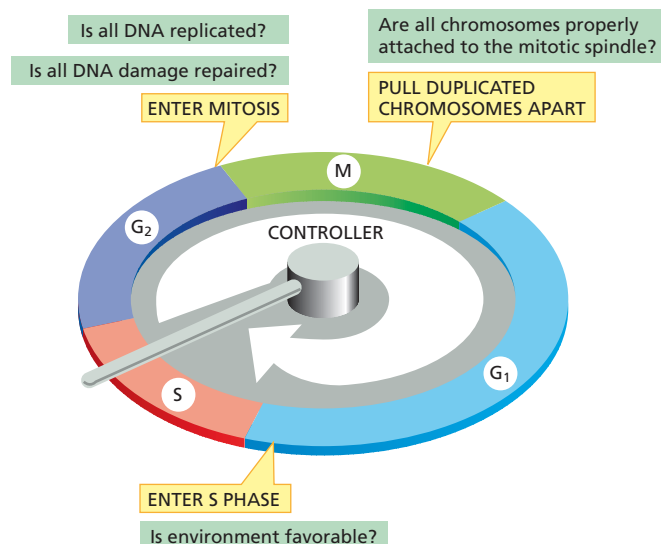 Is all DNA replicated?
Is all DNA damage repaired?
ENTER MITOSIS
Are all chromosomes properly
attached to the mitotic spindle?
PULL DUPLICATED
CHROMOSOMES APART
M
G₂
CONTROLLER
G₁
S
ENTER S PHASE
Is environment favorable?